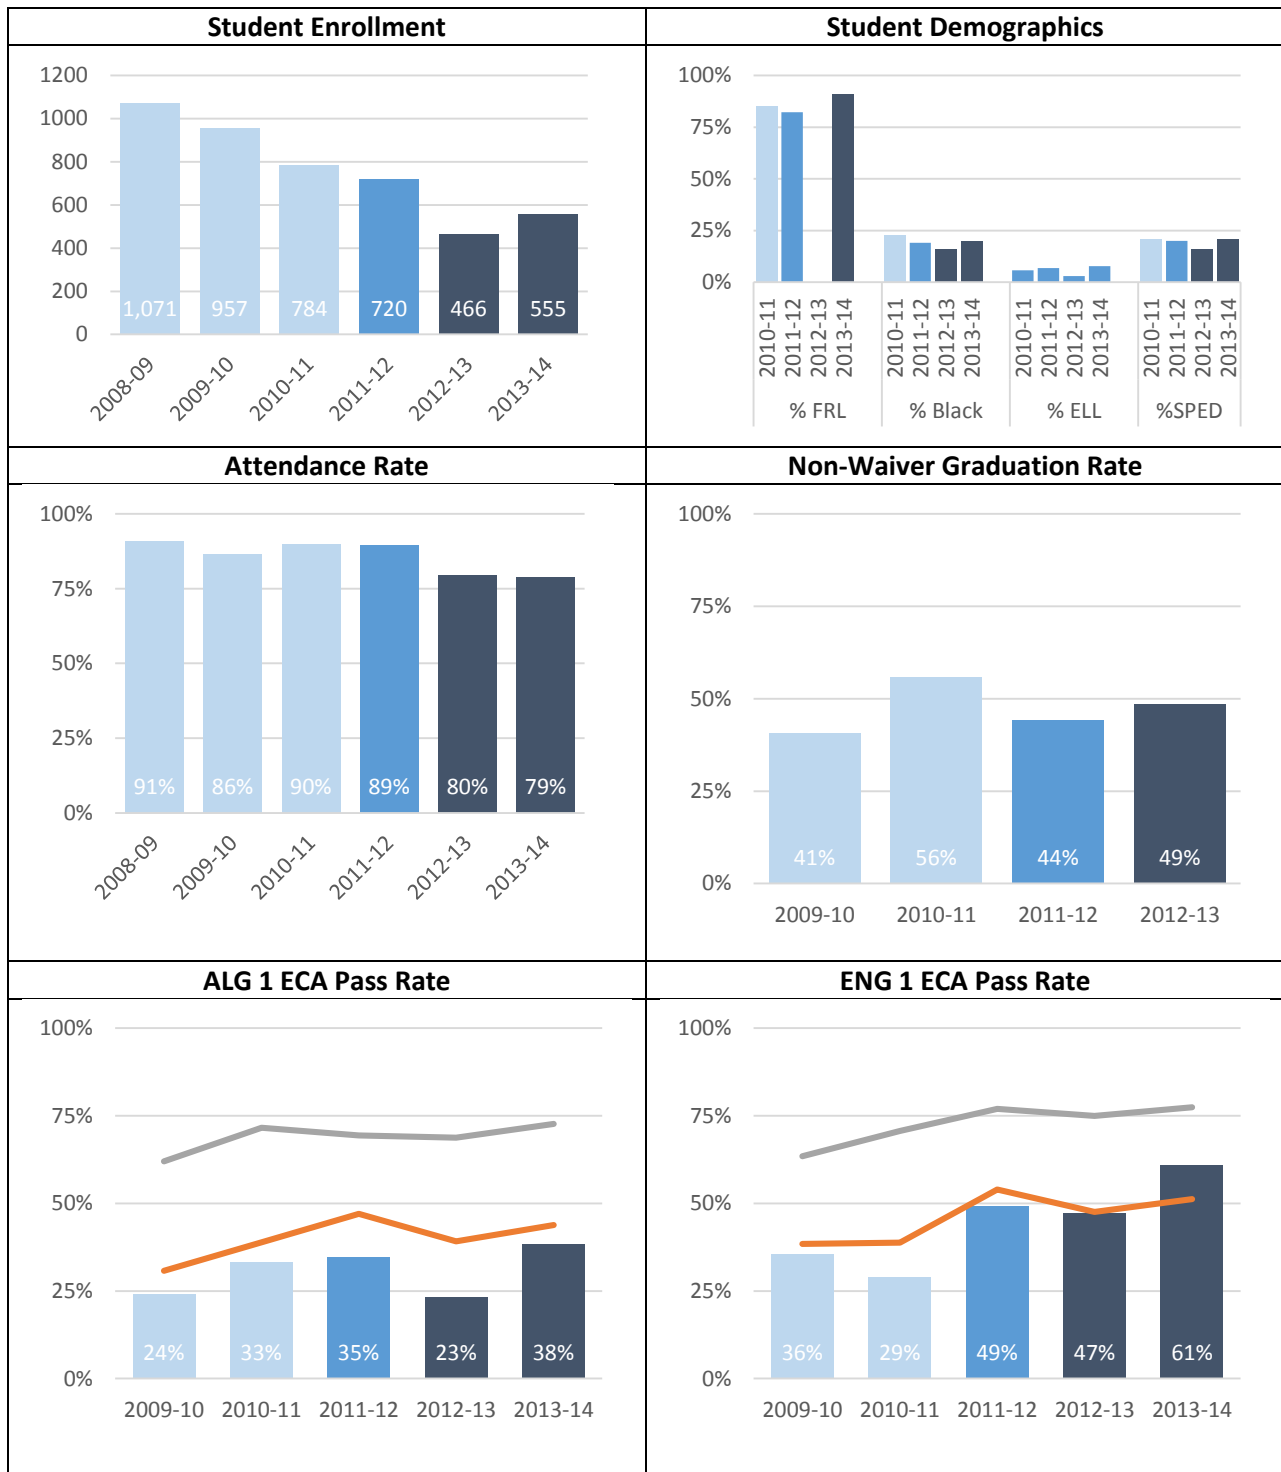 Student Enrollment
1200
1000
800
600
400
200
0
1,071 957 784 720 466 555
2008-09 2009-10 2010-11 2011-12 2012-13 2013-14
Student Demographics
100%
75%
50%
25%
0%
2010-11 2011-12 2012-13 2013-14 2010-11 2011-12 2012-13 2013-14 2010-11 2011-12 2012-13 2013-14 2010-11 2011-12 2012-13 2013-14
% FRL % Black % ELL %SPED
Attendance Rate
100%
75%
50%
25%
0%
91% 86% 90% 89% 80% 79%
2008-09 2009-10 2010-11 2011-12 2012-13 2013-14
Non-Waiver Graduation Rate
100%
75%
50%
25%
0%
41% 56% 44% 49%
2009-10 2010-11 2011-12 2012-13
ALG 1 ECA Pass Rate
100%
75%
50%
25%
0%
24% 33% 35% 23% 38%
2009-10 2010-11 2011-12 2012-13 2013-14
ENG 1 ECA Pass Rate
100%
75%
50%
25%
0%
36% 29% 49% 47% 61%
2009-10 2010-11 2011-12 2012-13 2013-14